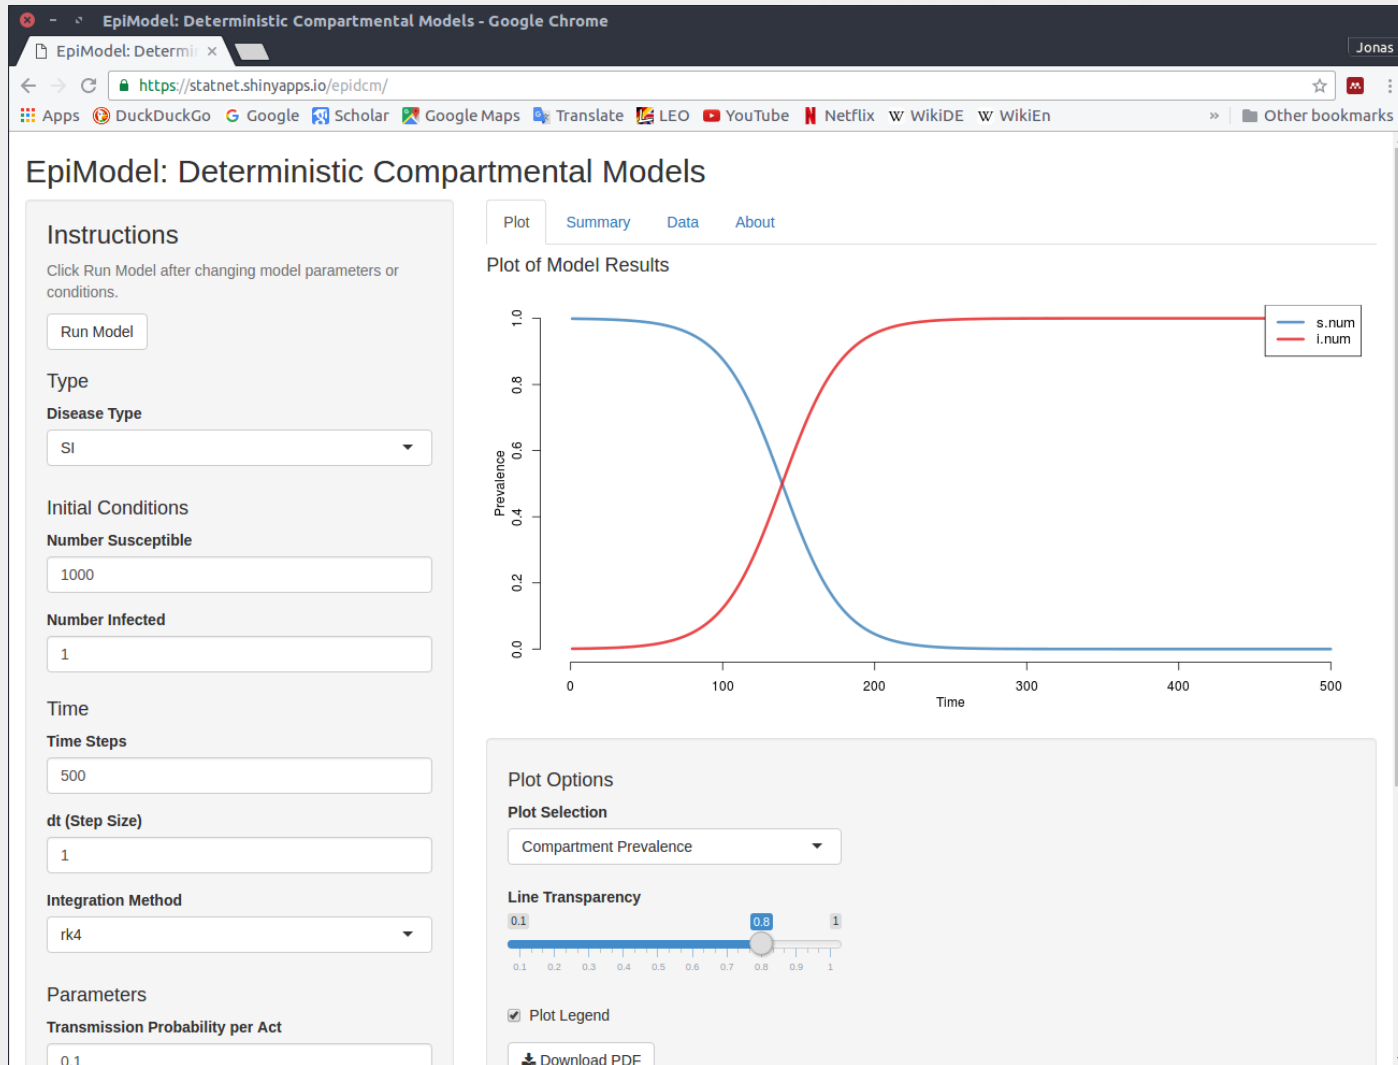 EpiModel: Deterministic Compartmental Models - Google Chrome
EpiModel: Determi
Jonas
https://statnet.shinyapps.io/epidcm/
Apps DuckDuckGo Google Scholar Google Maps Translate LEO YouTube Netflix WikiDE WikiEn » Other bookmarks
EpiModel: Deterministic Compartmental Models
Instructions
Click Run Model after changing model parameters or
conditions.
Run Model
Type
Disease Type
SI
Initial Conditions
Number Susceptible
1000
Number Infected
1
Time
Time Steps
500
dt (Step Size)
1
Integration Method
rk4
Parameters
Transmission Probability per Act
0.1
Plot Summary Data About
Plot of Model Results
s.num
i.num
Prevalence
1.0
0.8
0.6
0.4
0.2
0.0
0 100 200 300 400 500
Time
Plot Options
Plot Selection
Compartment Prevalence
Line Transparency
0.1 0.8 1
0.1 0.2 0.3 0.4 0.5 0.6 0.7 0.8 0.9 1
Plot Legend
Download PDF